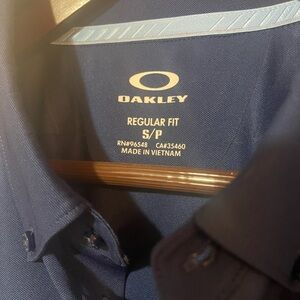 OAKLEY
REGULAR FIT
S/P
RN#96548 CA#35460
MADE IN VIETNAM